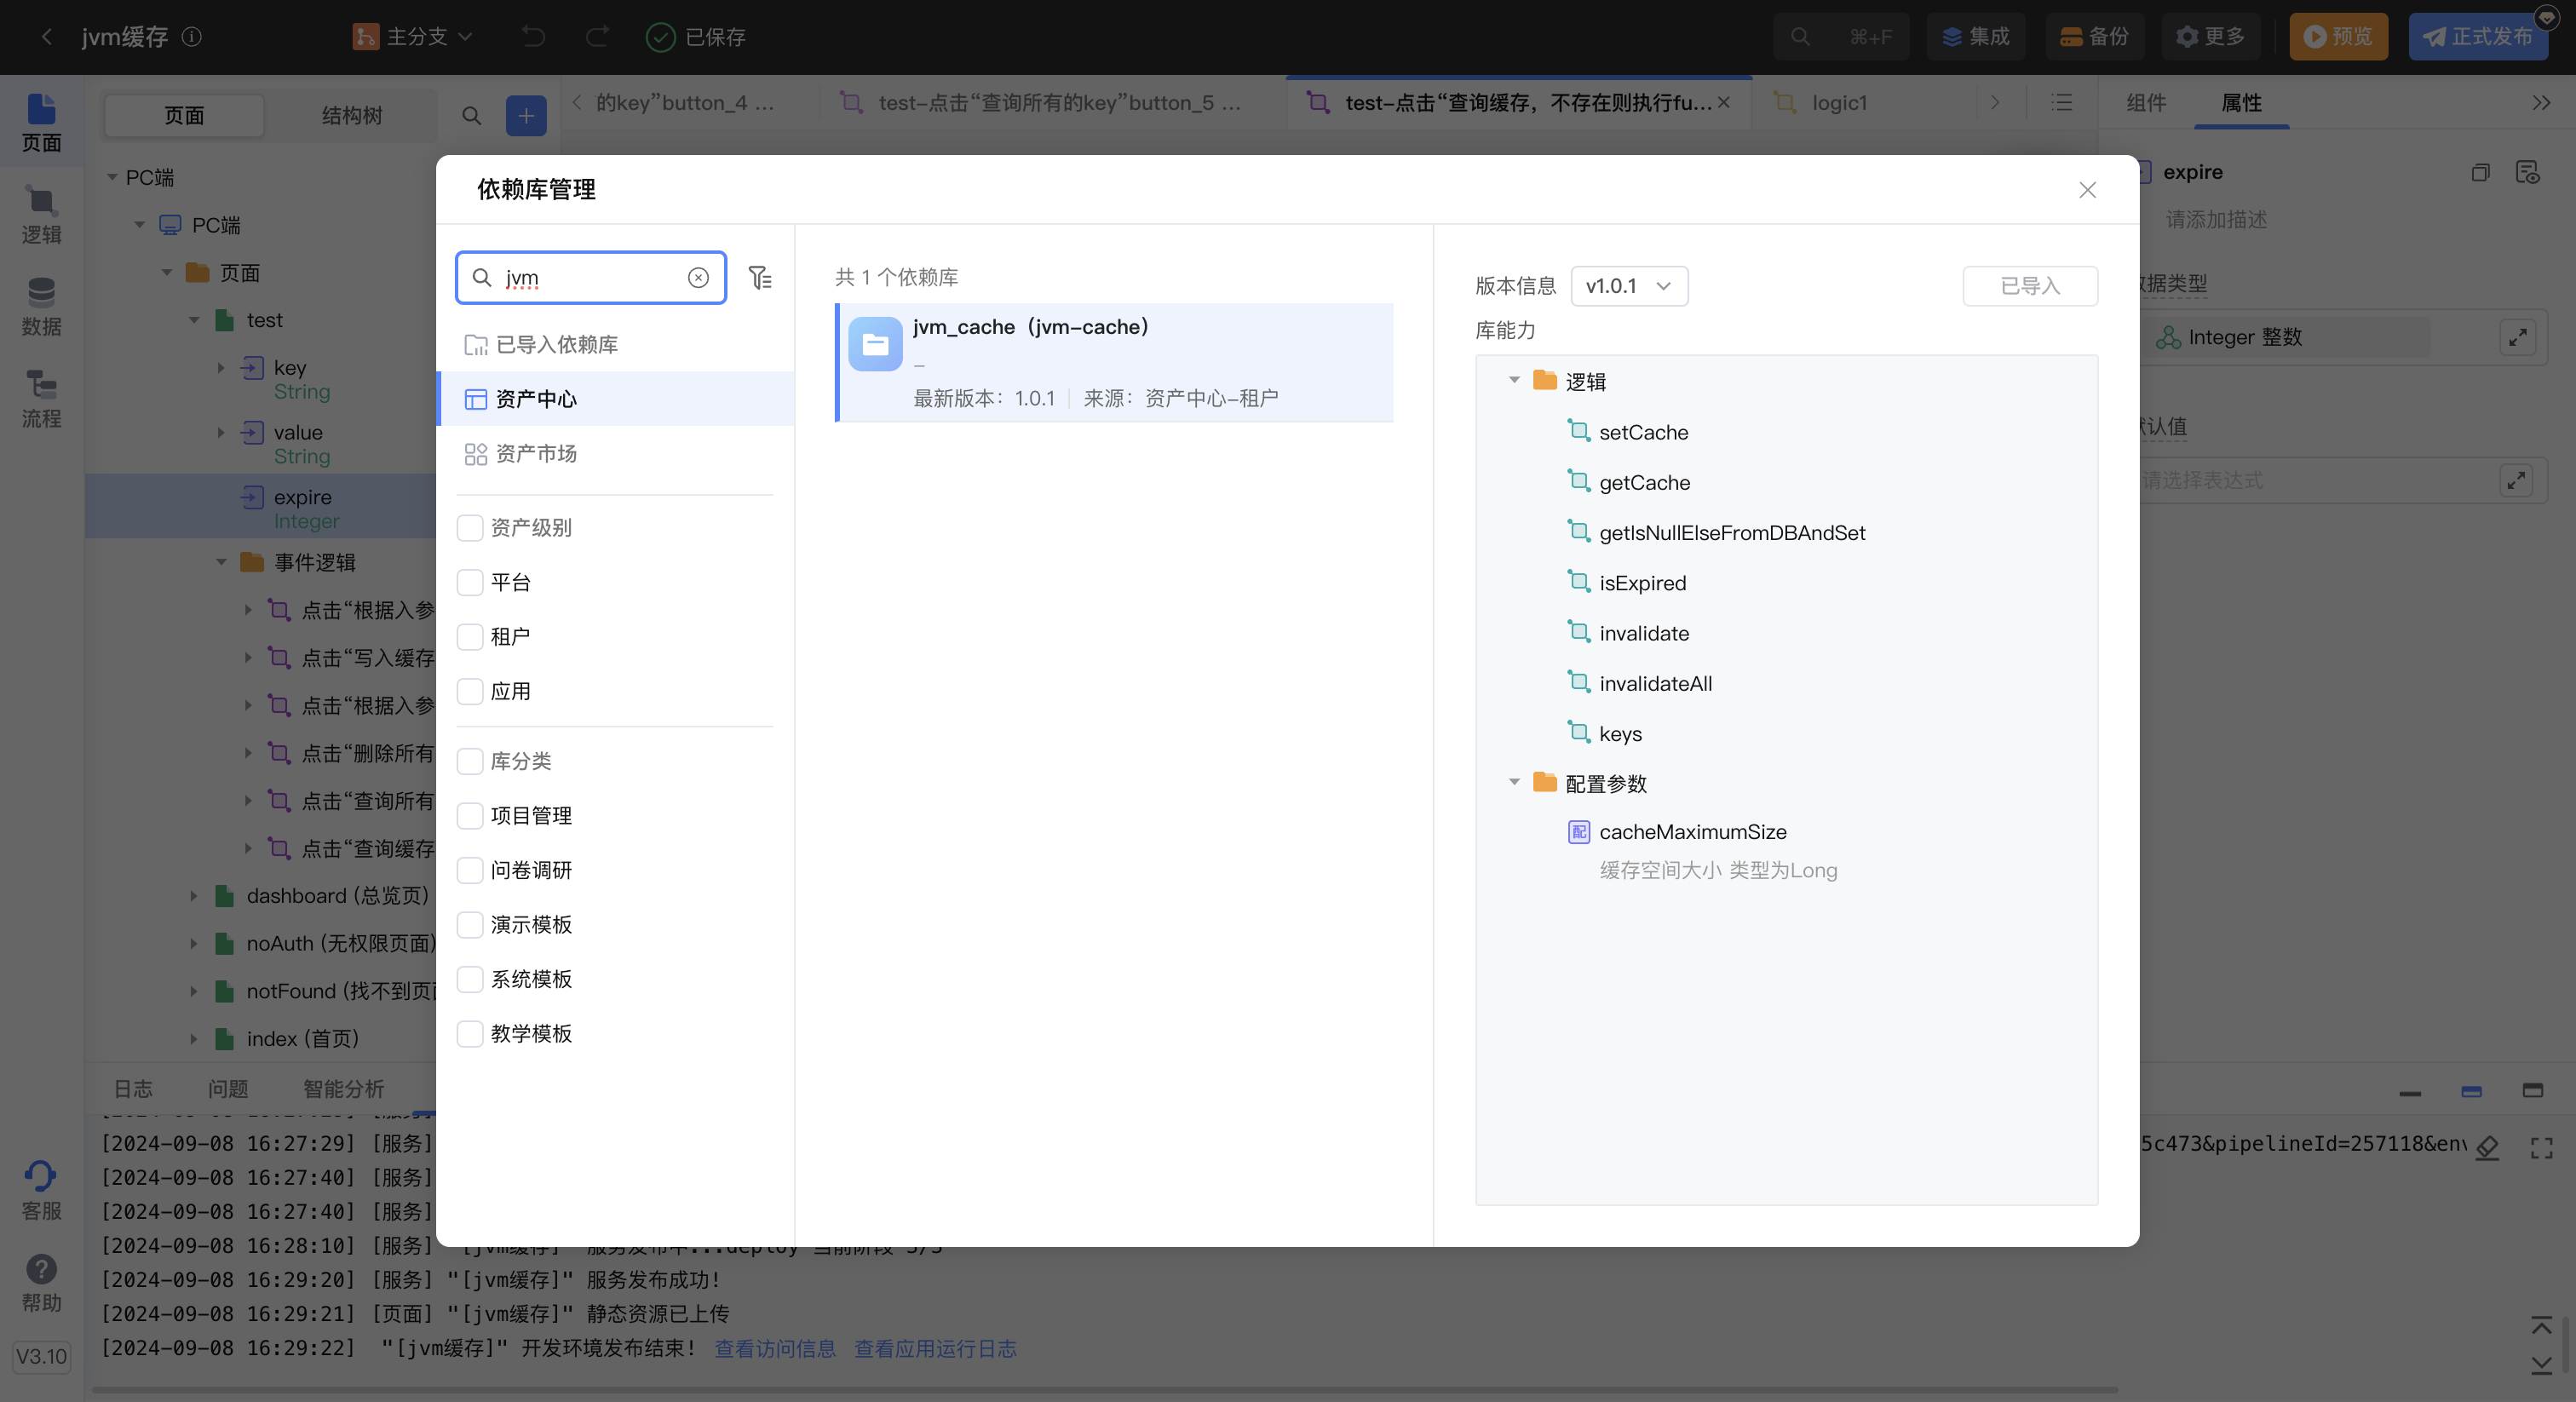 jvm缓存
主分支
已保存
⌘+F
集成
备份
更多
预览
正式发布
页面
逻辑
数据
流程
客服
帮助
V3.10
页面
结构树
PC端
PC端
页面
test
key
String
value
String
expire
Integer
事件逻辑
点击“根据入参
点击“写入缓存
点击“根据入参
点击“删除所有
点击“查询所有
点击“查询缓存
dashboard (总览页)
noAuth (无权限页面)
notFound (找不到页面
index (首页)
的key”button_4 ...
test-点击“查询所有的key”button_5 ...
test-点击“查询缓存，不存在则执行fu...
logic1
组件
属性
expire
请添加描述
据类型
Integer 整数
默认值
请选择表达式
依赖库管理
jvm
已导入依赖库
资产中心
资产市场
资产级别
平台
租户
应用
库分类
项目管理
问卷调研
演示模板
系统模板
教学模板
共 1 个依赖库
jvm_cache（jvm-cache）
–
最新版本：1.0.1
来源：资产中心–租户
版本信息
v1.0.1
已导入
库能力
逻辑
setCache
getCache
getIsNullElseFromDBAndSet
isExpired
invalidate
invalidateAll
keys
配置参数
配
cacheMaximumSize
缓存空间大小 类型为Long
日志
问题
智能分析
[2024-09-08 16:27:29] [服务]
5c473&pipelineId=257118&env
[2024-09-08 16:27:40] [服务]
[2024-09-08 16:27:40] [服务]
[2024-09-08 16:28:10] [服务] "[jvm缓存]" 服务发布中...deploy 当前阶段 3/3
[2024-09-08 16:29:20] [服务] "[jvm缓存]" 服务发布成功！
[2024-09-08 16:29:21] [页面] "[jvm缓存]" 静态资源已上传
[2024-09-08 16:29:22] "[jvm缓存]" 开发环境发布结束！ 查看访问信息 查看应用运行日志